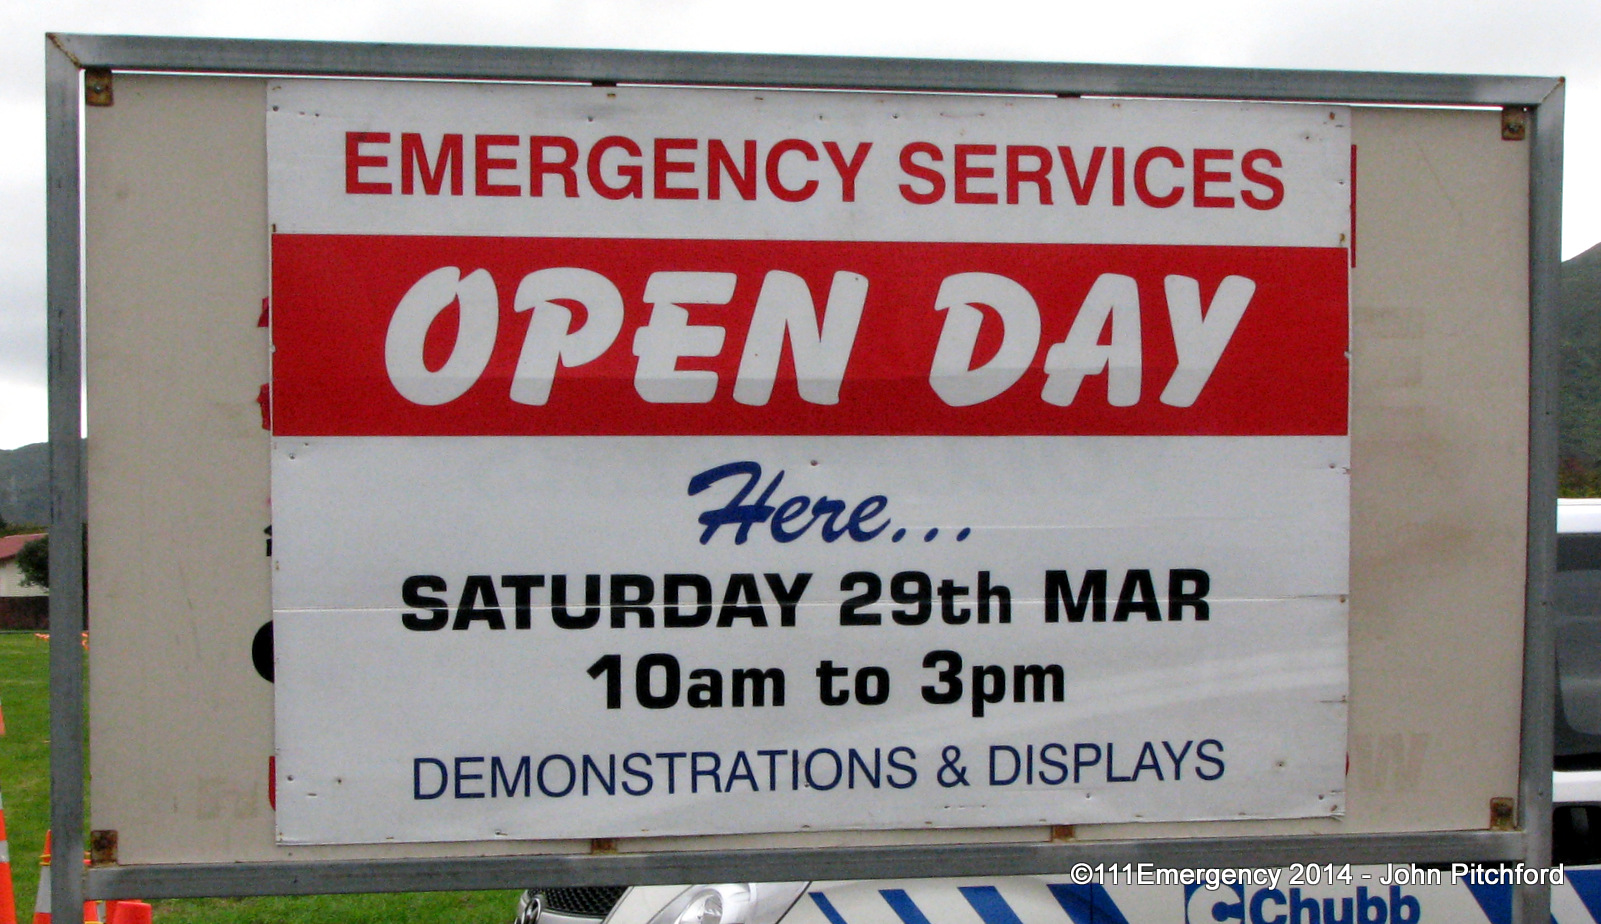 EMERGENCY SERVICES
OPEN DAY
Here...
SATURDAY 29th MAR
10am to 3pm
DEMONSTRATIONS & DISPLAYS
©111Emergency 2014 - John Pitchford
Chubb